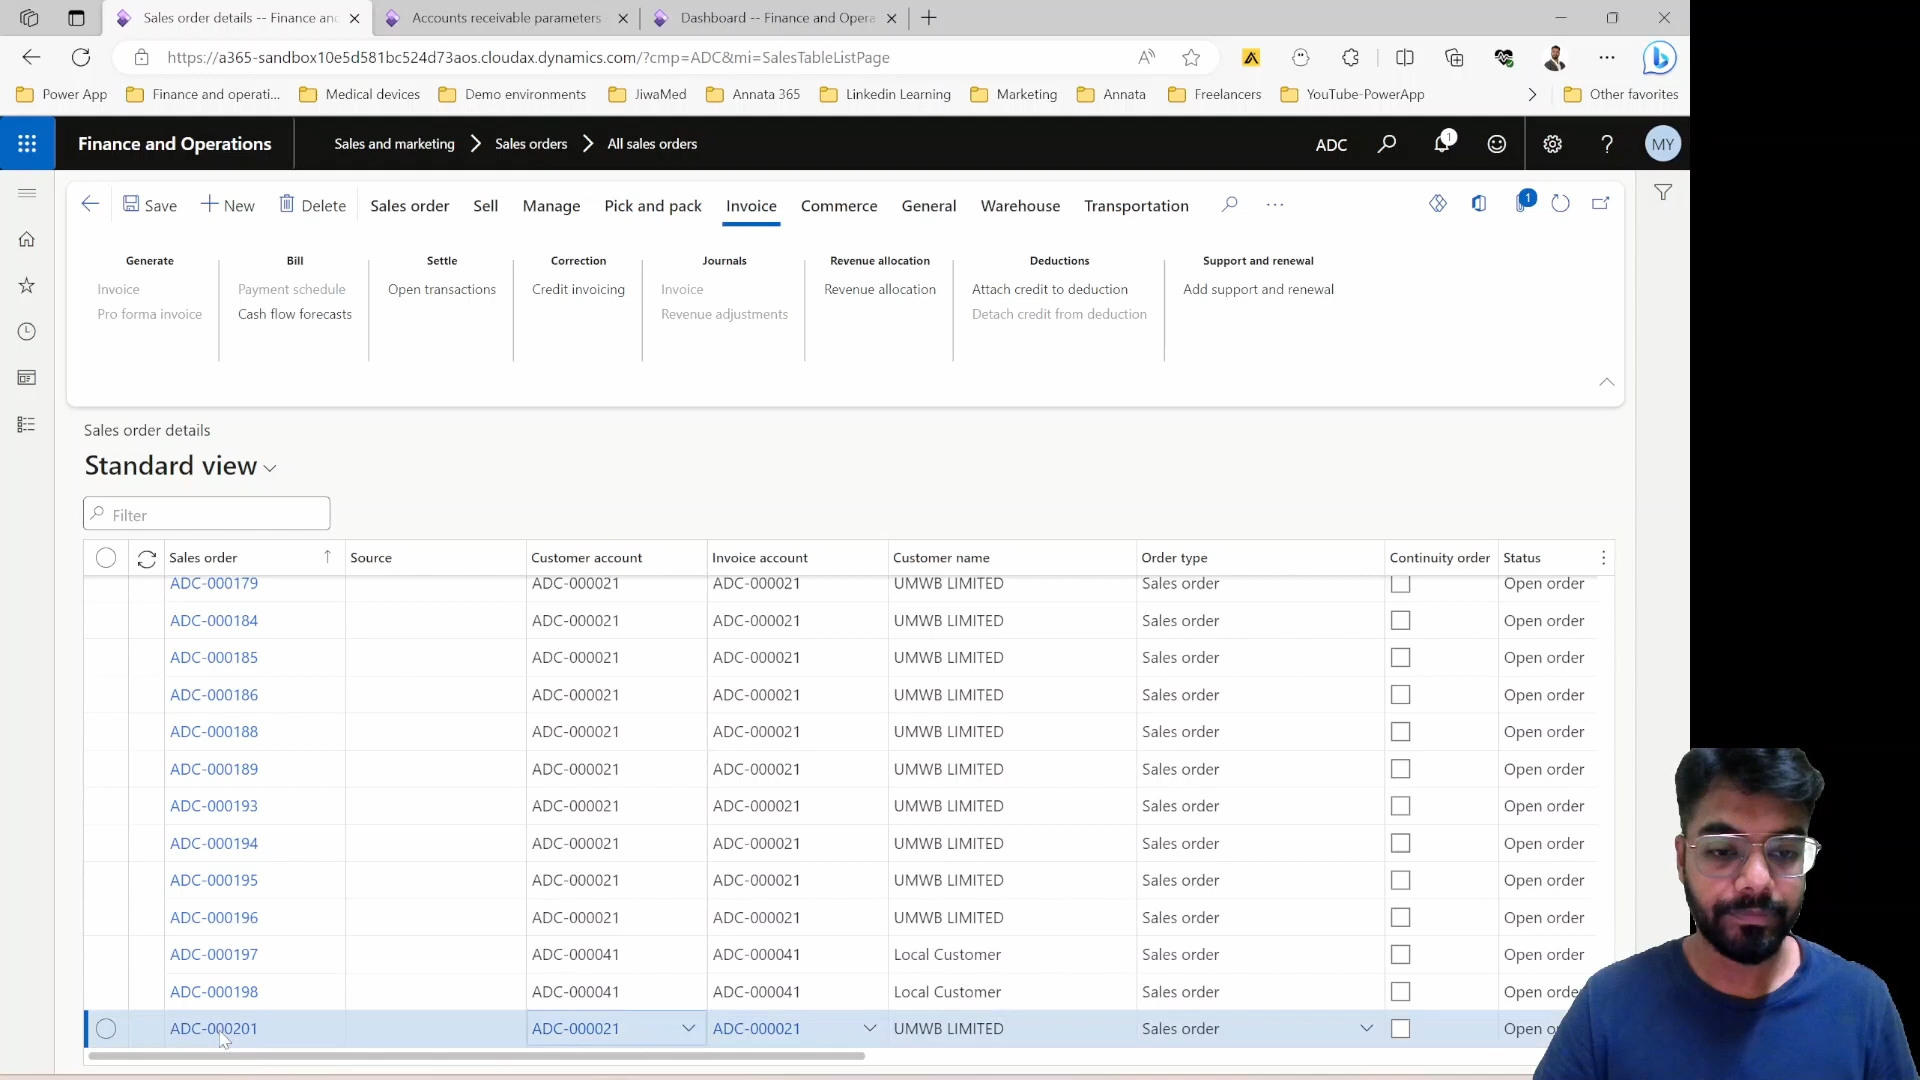 Sales order details -- Finance and
Accounts receivable parameters
Dashboard -- Finance and Opera
https://a365-sandbox10e5d581bc524d73aos.cloudax.dynamics.com/?cmp=ADC&mi=SalesTableListPage
Power App
Finance and operati...
Medical devices
Demo environments
JiwaMed
Annata 365
Linkedin Learning
Marketing
Annata
Freelancers
YouTube-PowerApp
Other favorites
Finance and Operations
Sales and marketing
Sales orders
All sales orders
ADC
1
MY
Save
New
Delete
Sales order
Sell
Manage
Pick and pack
Invoice
Commerce
General
Warehouse
Transportation
1
Generate
Bill
Settle
Correction
Journals
Revenue allocation
Deductions
Support and renewal
Invoice
Payment schedule
Open transactions
Credit invoicing
Invoice
Revenue allocation
Attach credit to deduction
Add support and renewal
Pro forma invoice
Cash flow forecasts
Revenue adjustments
Detach credit from deduction
Sales order details
Standard view
Filter
Sales order Source Customer account Invoice account Customer name Order type Continuity order Status
ADC-000179 ADC-000021 ADC-000021 UMWB LIMITED Sales order Open order
ADC-000184 ADC-000021 ADC-000021 UMWB LIMITED Sales order Open order
ADC-000185 ADC-000021 ADC-000021 UMWB LIMITED Sales order Open order
ADC-000186 ADC-000021 ADC-000021 UMWB LIMITED Sales order Open order
ADC-000188 ADC-000021 ADC-000021 UMWB LIMITED Sales order Open order
ADC-000189 ADC-000021 ADC-000021 UMWB LIMITED Sales order Open order
ADC-000193 ADC-000021 ADC-000021 UMWB LIMITED Sales order Open order
ADC-000194 ADC-000021 ADC-000021 UMWB LIMITED Sales order Open order
ADC-000195 ADC-000021 ADC-000021 UMWB LIMITED Sales order Open order
ADC-000196 ADC-000021 ADC-000021 UMWB LIMITED Sales order Open order
ADC-000197 ADC-000041 ADC-000041 Local Customer Sales order Open order
ADC-000198 ADC-000041 ADC-000041 Local Customer Sales order Open orde
ADC-000201 ADC-000021 ADC-000021 UMWB LIMITED Sales order Open o